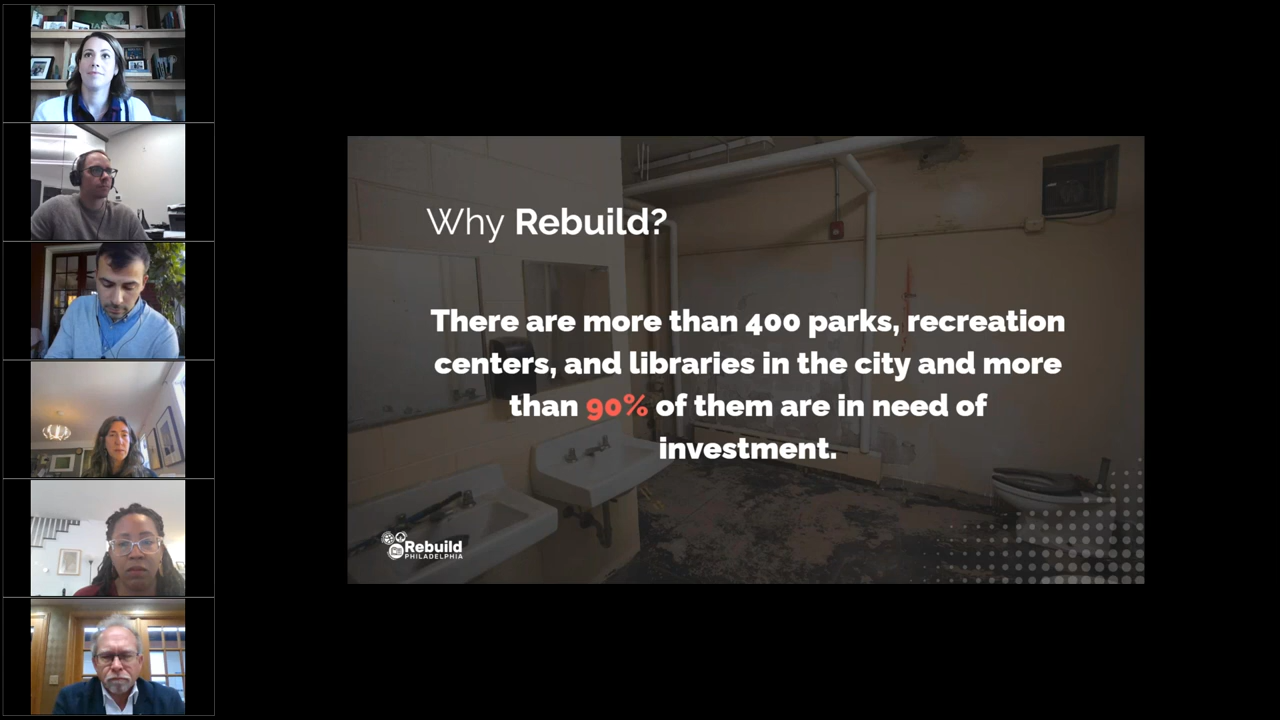 Why Rebuild?
There are more than 400 parks, recreation
centers, and libraries in the city and more
than 90% of them are in need of
investment.
Rebuild
PHILADELPHIA